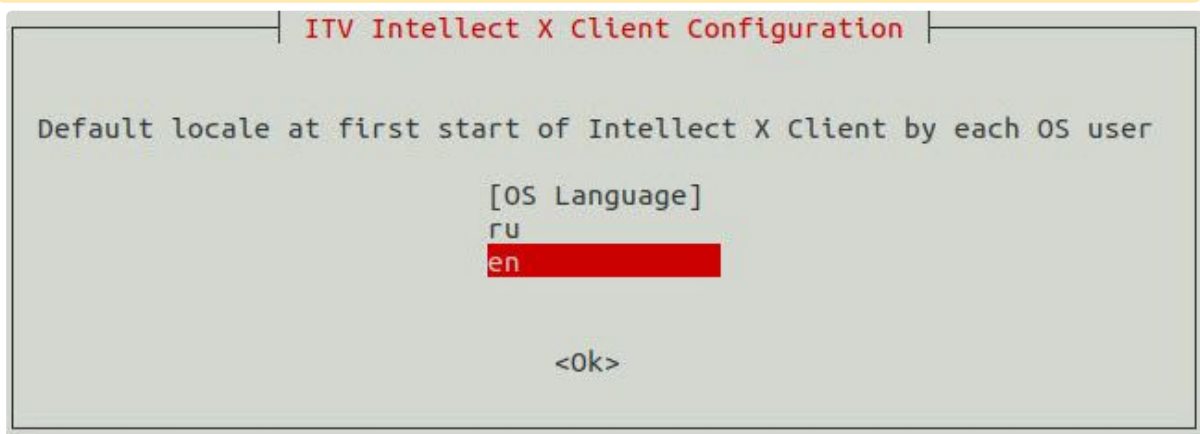 ITV Intellect X Client Configuration
Default locale at first start of Intellect X Client by each OS user
[OS Language]
ru
en
<Ok>